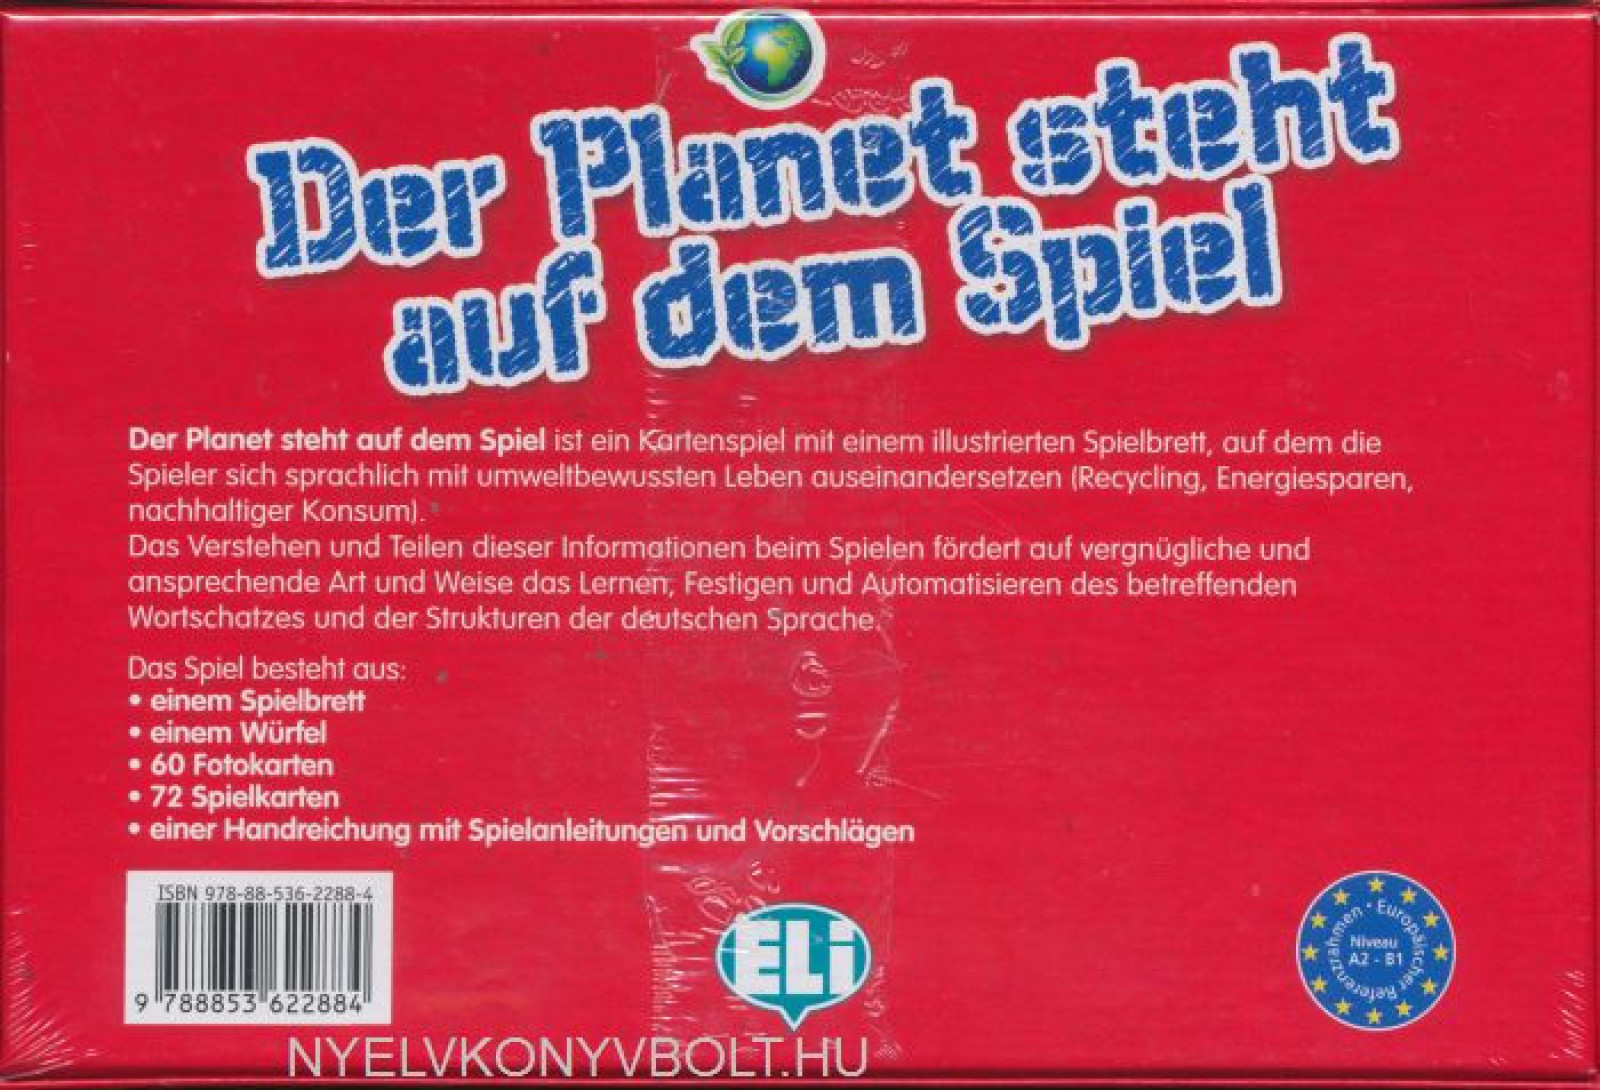 Der Planet steht
auf dem Spiel
Der Planet steht auf dem Spiel ist ein Kartenspiel mit einem illustrierten Spielbrett, auf dem die
Spieler sich sprachlich mit umweltbewussten Leben auseinandersetzen (Recycling, Energiesparen,
nachhaltiger Konsum).
Das Verstehen und Teilen dieser Informationen beim Spielen fördert auf vergnügliche und
ansprechende Art und Weise das Lernen, Festigen und Automatisieren des betreffenden
Wortschatzes und der Strukturen der deutschen Sprache.
Das Spiel besteht aus:
• einem Spielbrett
• einem Würfel
• 60 Fotokarten
• 72 Spielkarten
• einer Handreichung mit Spielanleitungen und Vorschlägen
ISBN 978-88-536-2288-4
9 788853 622884
ELi
• Europäischer Referenzrahmen
Niveau
A2 - B1
NYELVKONYVBOLT.HU